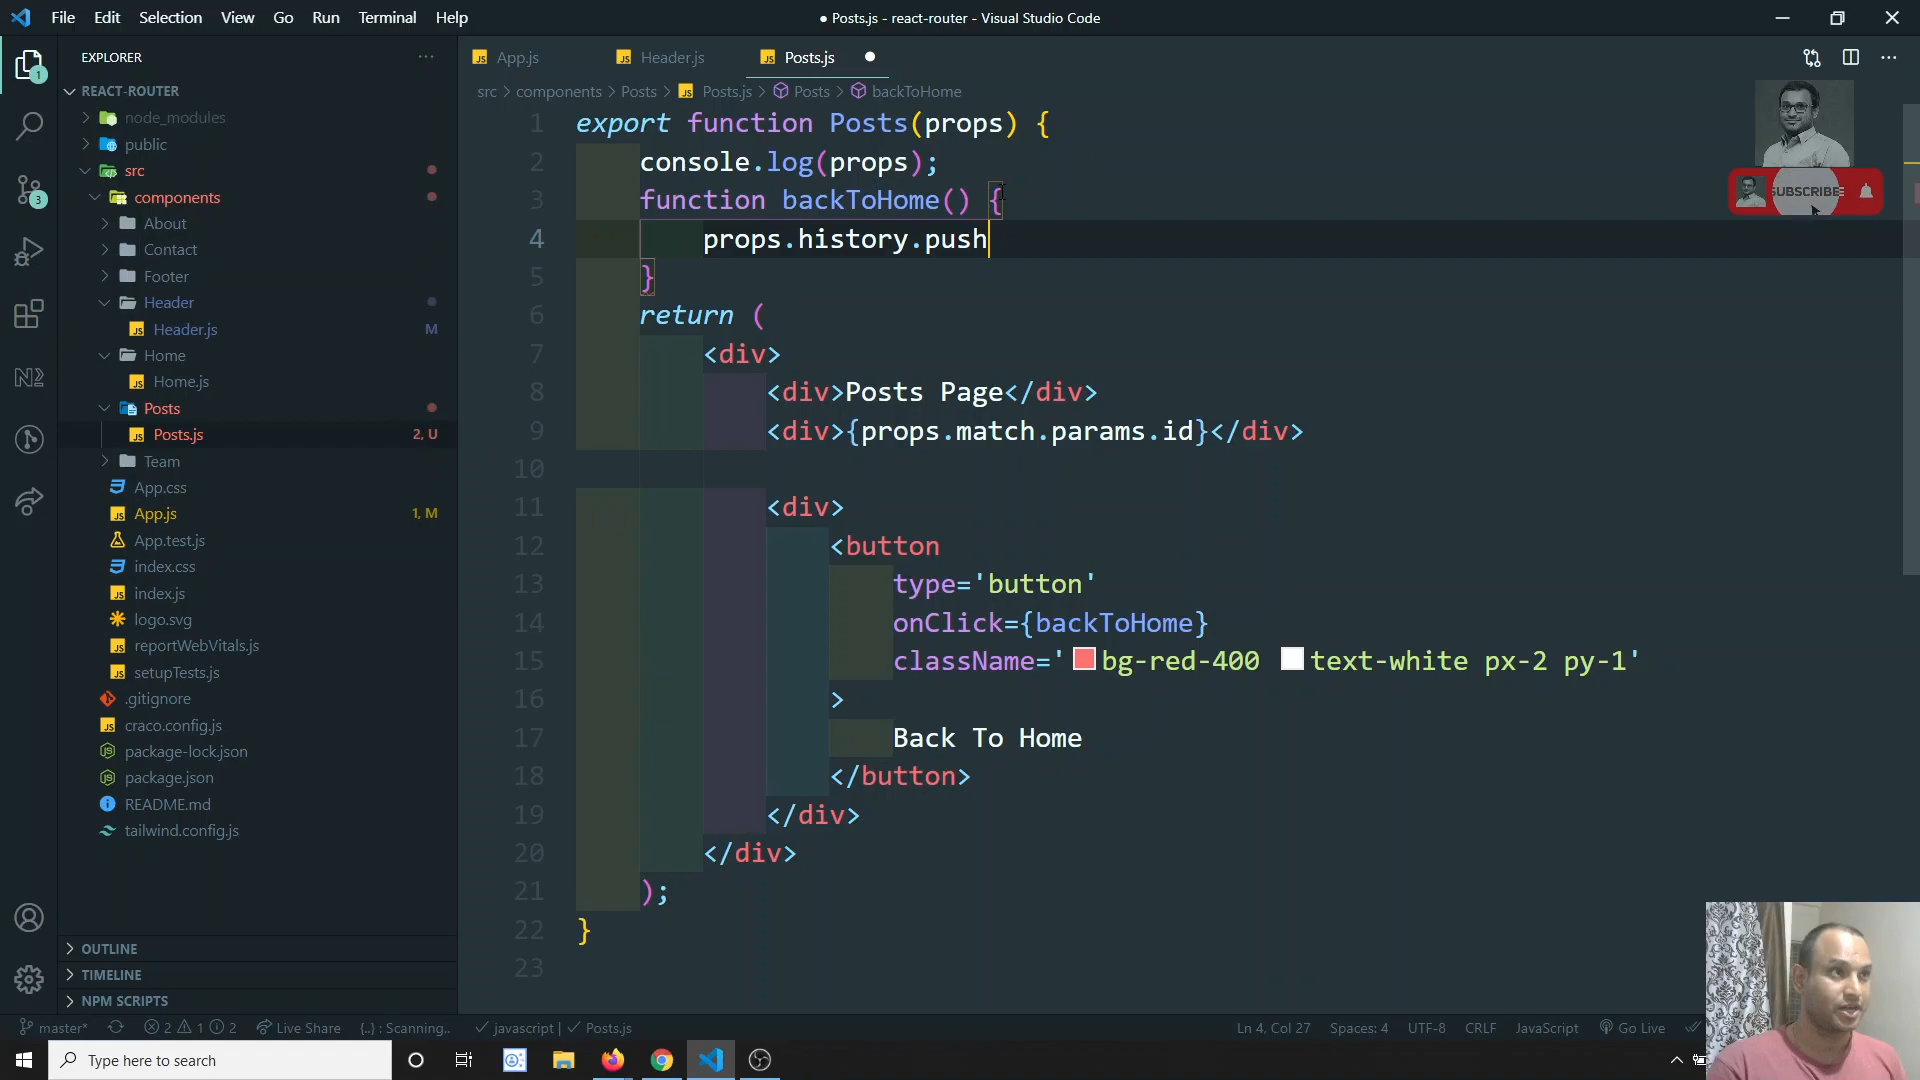 File Edit Selection View Go Run Terminal Help
● Posts.js - react-router - Visual Studio Code
EXPLORER
REACT-ROUTER
node_modules
public
src
components
About
Contact
Footer
Header
Header.js M
Home
Home.js
Posts
Posts.js 2, U
Team
App.css
App.js 1, M
App.test.js
index.css
index.js
logo.svg
reportWebVitals.js
setupTests.js
.gitignore
craco.config.js
package-lock.json
package.json
README.md
tailwind.config.js
OUTLINE
TIMELINE
NPM SCRIPTS
1
3
App.js Header.js Posts.js
src > components > Posts > Posts.js > Posts > backToHome
1 export function Posts(props) {
2 console.log(props);
3 function backToHome() {
4 props.history.push
5 }
6 return (
7 <div>
8 <div>Posts Page</div>
9 <div>{props.match.params.id}</div>
10
11 <div>
12 <button
13 type='button'
14 onClick={backToHome}
15 className='bg-red-400 text-white px-2 py-1'
16 >
17 Back To Home
18 </button>
19 </div>
20 </div>
21 );
22 }
23
SUBSCRIBE
master* 2 1 2 Live Share {..} : Scanning.. javascript | Posts.js
Ln 4, Col 27 Spaces: 4 UTF-8 CRLF JavaScript Go Live
Type here to search